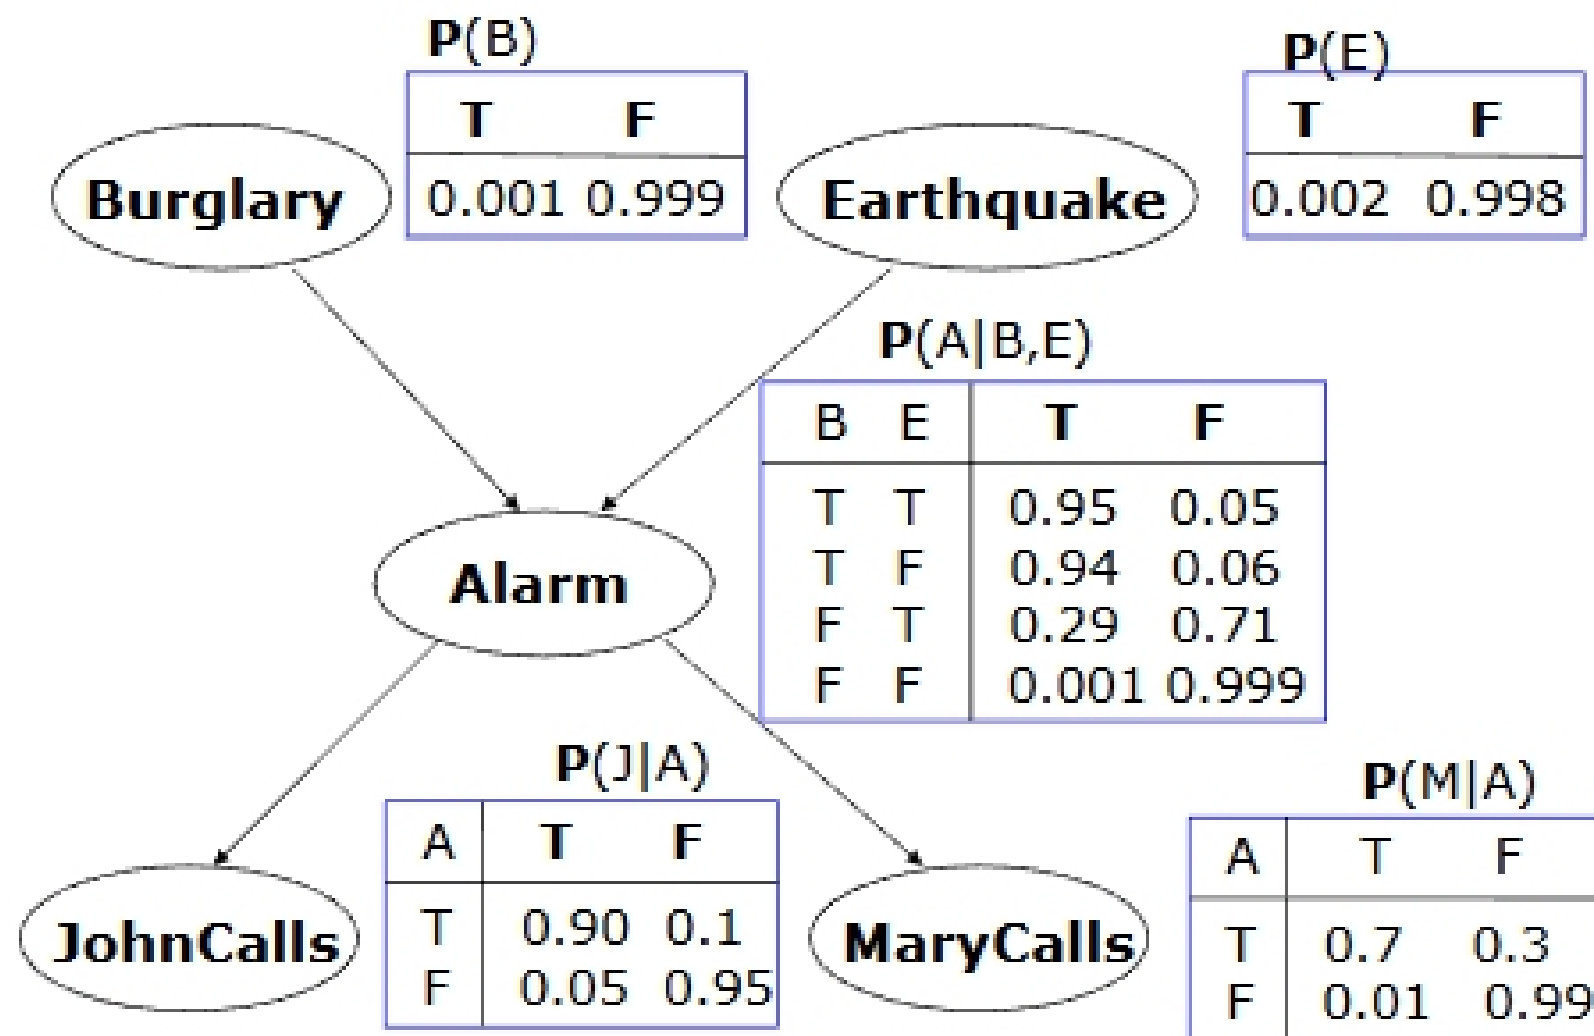 P(B)
T F
0.001 0.999
Burglary
P(E)
T F
0.002 0.998
Earthquake
P(A|B,E)
B E T F
T T 0.95 0.05
T F 0.94 0.06
F T 0.29 0.71
F F 0.001 0.999
Alarm
P(J|A)
A T F
T 0.90 0.1
F 0.05 0.95
JohnCalls
P(M|A)
A T F
T 0.7 0.3
F 0.01 0.99
MaryCalls